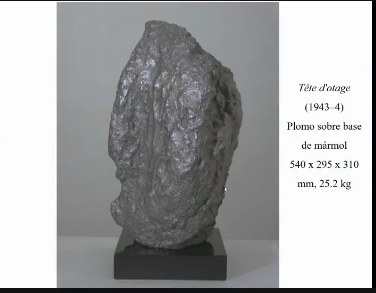 Tête d'otage
(1943–4)
Plomo sobre base
de mármol
540 x 295 x 310
mm, 25.2 kg